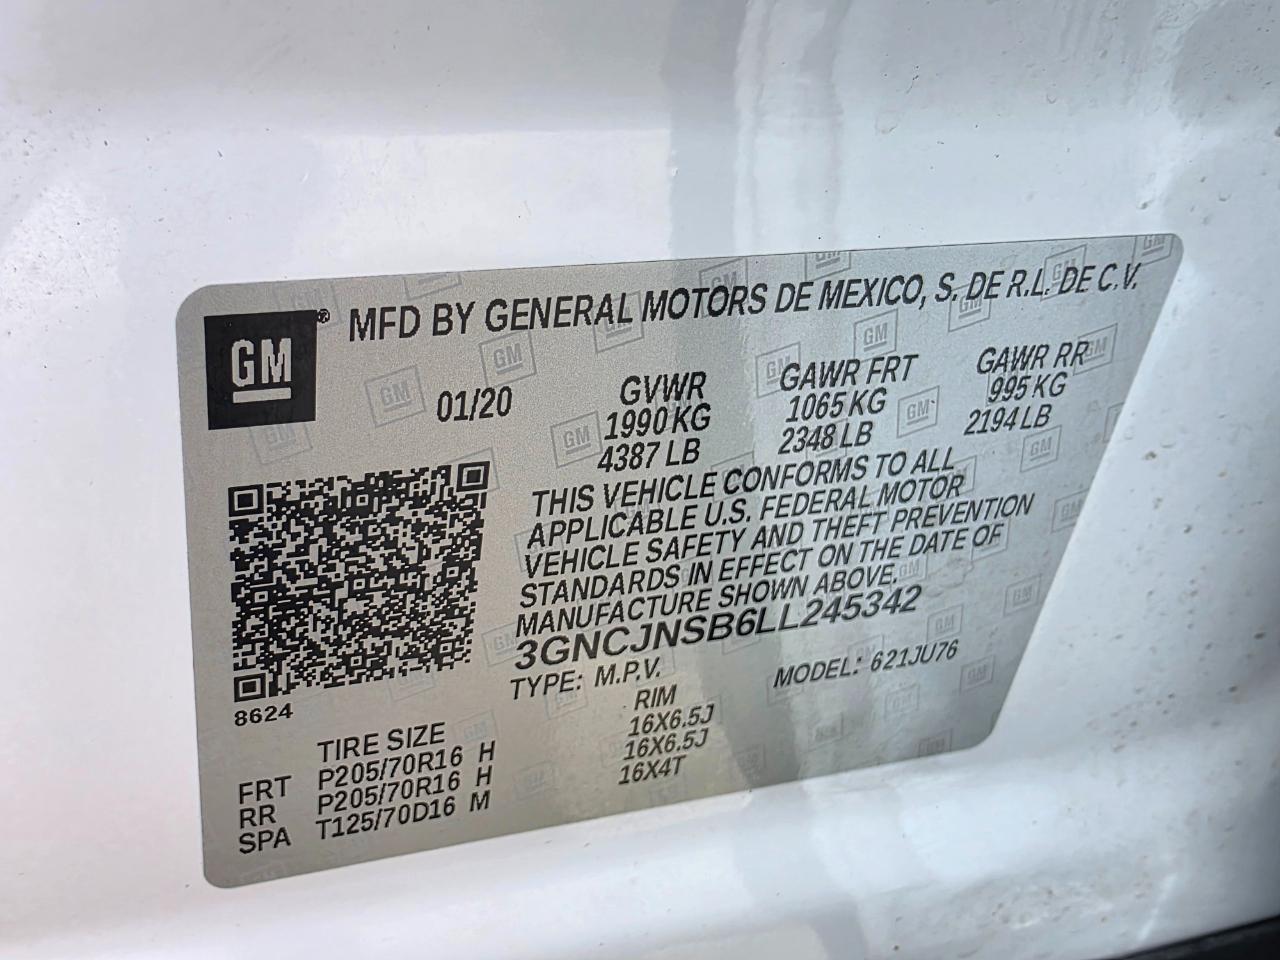 GM®
MFD BY GENERAL MOTORS DE MEXICO, S. DE R.L. DE C.V.
01/20
GVWR GAWR FRT GAWR RR
1990 KG 1065 KG 995 KG
4387 LB 2348 LB 2194 LB
THIS VEHICLE CONFORMS TO ALL
APPLICABLE U.S. FEDERAL MOTOR
VEHICLE SAFETY AND THEFT PREVENTION
STANDARDS IN EFFECT ON THE DATE OF
MANUFACTURE SHOWN ABOVE.
3GNCJNSB6LL245342
TYPE: M.P.V. MODEL: 621JU76
8624
TIRE SIZE RIM
FRT P205/70R16 H 16X6.5J
RR P205/70R16 H 16X6.5J
SPA T125/70D16 M 16X4T